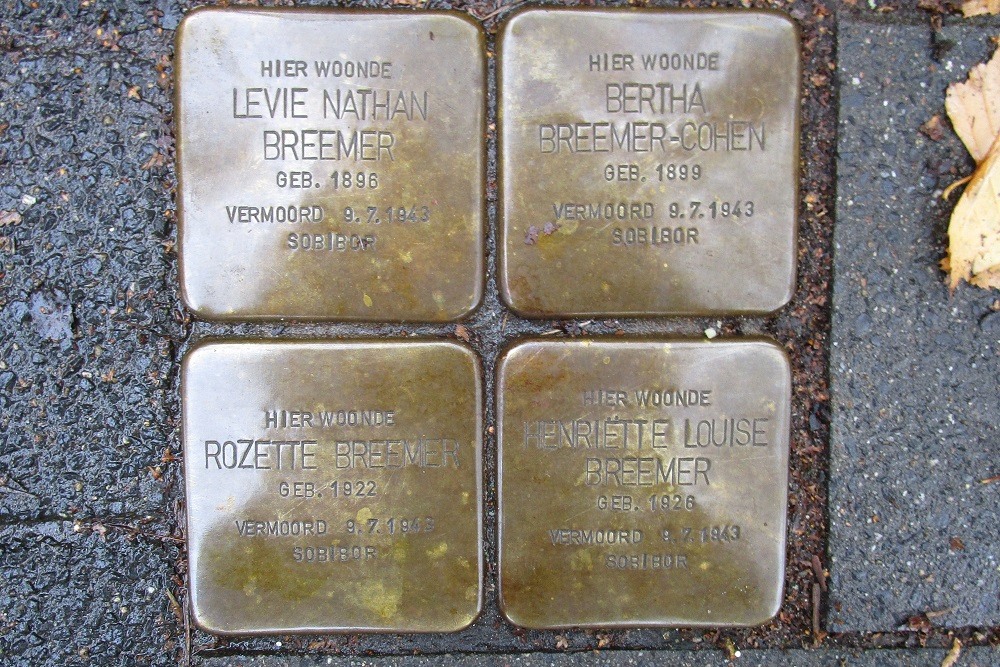 HIER WOONDE
LEVIE NATHAN
BREEMER
GEB. 1896
VERMOORD 9.7.1943
SOBIBOR
HIER WOONDE
BERTHA
BREEMER-COHEN
GEB. 1899
VERMOORD 9.7.1943
SOBIBOR
HIER WOONDE
ROZETTE BREEMER
GEB. 1922
VERMOORD 9.7.1943
SOBIBOR
HIER WOONDE
HENRIËTTE LOUISE
BREEMER
GEB. 1926
VERMOORD 9.7.1943
SOBIBOR